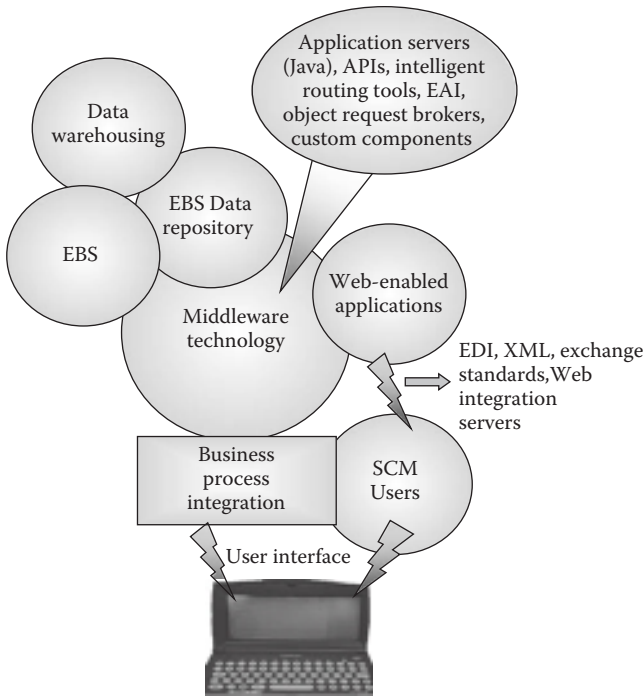 Application servers
(Java), APIs, intelligent
routing tools, EAI,
object request brokers,
custom components
Data
warehousing
EBS Data
repository
EBS
Web-enabled
applications
Middleware
technology
EDI, XML, exchange
standards,Web
integration
servers
Business
process
integration
SCM
Users
User interface